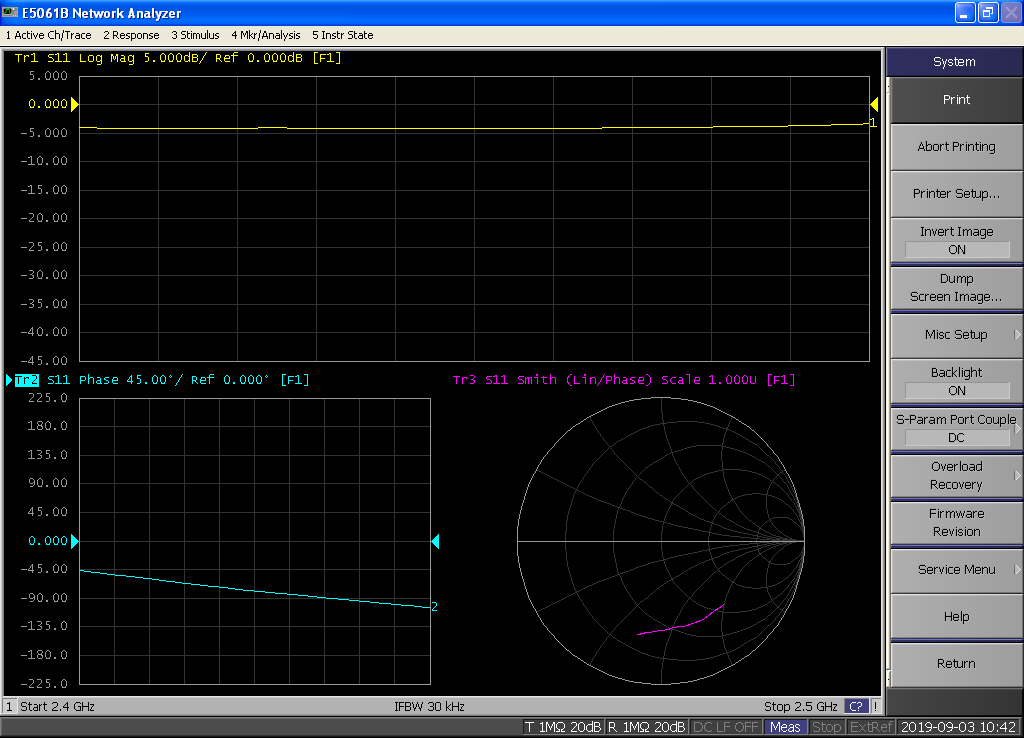 E5061B Network Analyzer
1 Active Ch/Trace 2 Response 3 Stimulus 4 Mkr/Analysis 5 Instr State
Tr1 S11 Log Mag 5.000dB/ Ref 0.000dB [F1]
5.000
0.000
-5.000
-10.00
-15.00
-20.00
-25.00
-30.00
-35.00
-40.00
-45.00
1
Tr2 S11 Phase 45.00°/ Ref 0.000° [F1]
225.0
180.0
135.0
90.00
45.00
0.000
-45.00
-90.00
-135.0
-180.0
-225.0
2
Tr3 S11 Smith (Lin/Phase) Scale 1.000U [F1]
System
Print
Abort Printing
Printer Setup...
Invert Image
ON
Dump
Screen Image...
Misc Setup
Backlight
ON
S-Param Port Couple
DC
Overload
Recovery
Firmware
Revision
Service Menu
Help
Return
1 Start 2.4 GHz IFBW 30 kHz Stop 2.5 GHz C? !
T 1MΩ 20dB R 1MΩ 20dB DC LF OFF Meas Stop ExtRef 2019-09-03 10:42